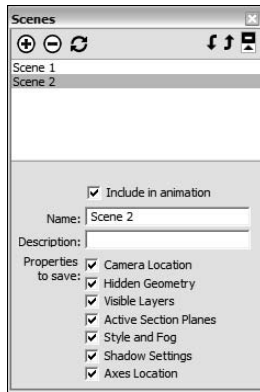 Scenes
Scene 1
Scene 2
Include in animation
Name: Scene 2
Description:
Properties to save:
Camera Location
Hidden Geometry
Visible Layers
Active Section Planes
Style and Fog
Shadow Settings
Axes Location